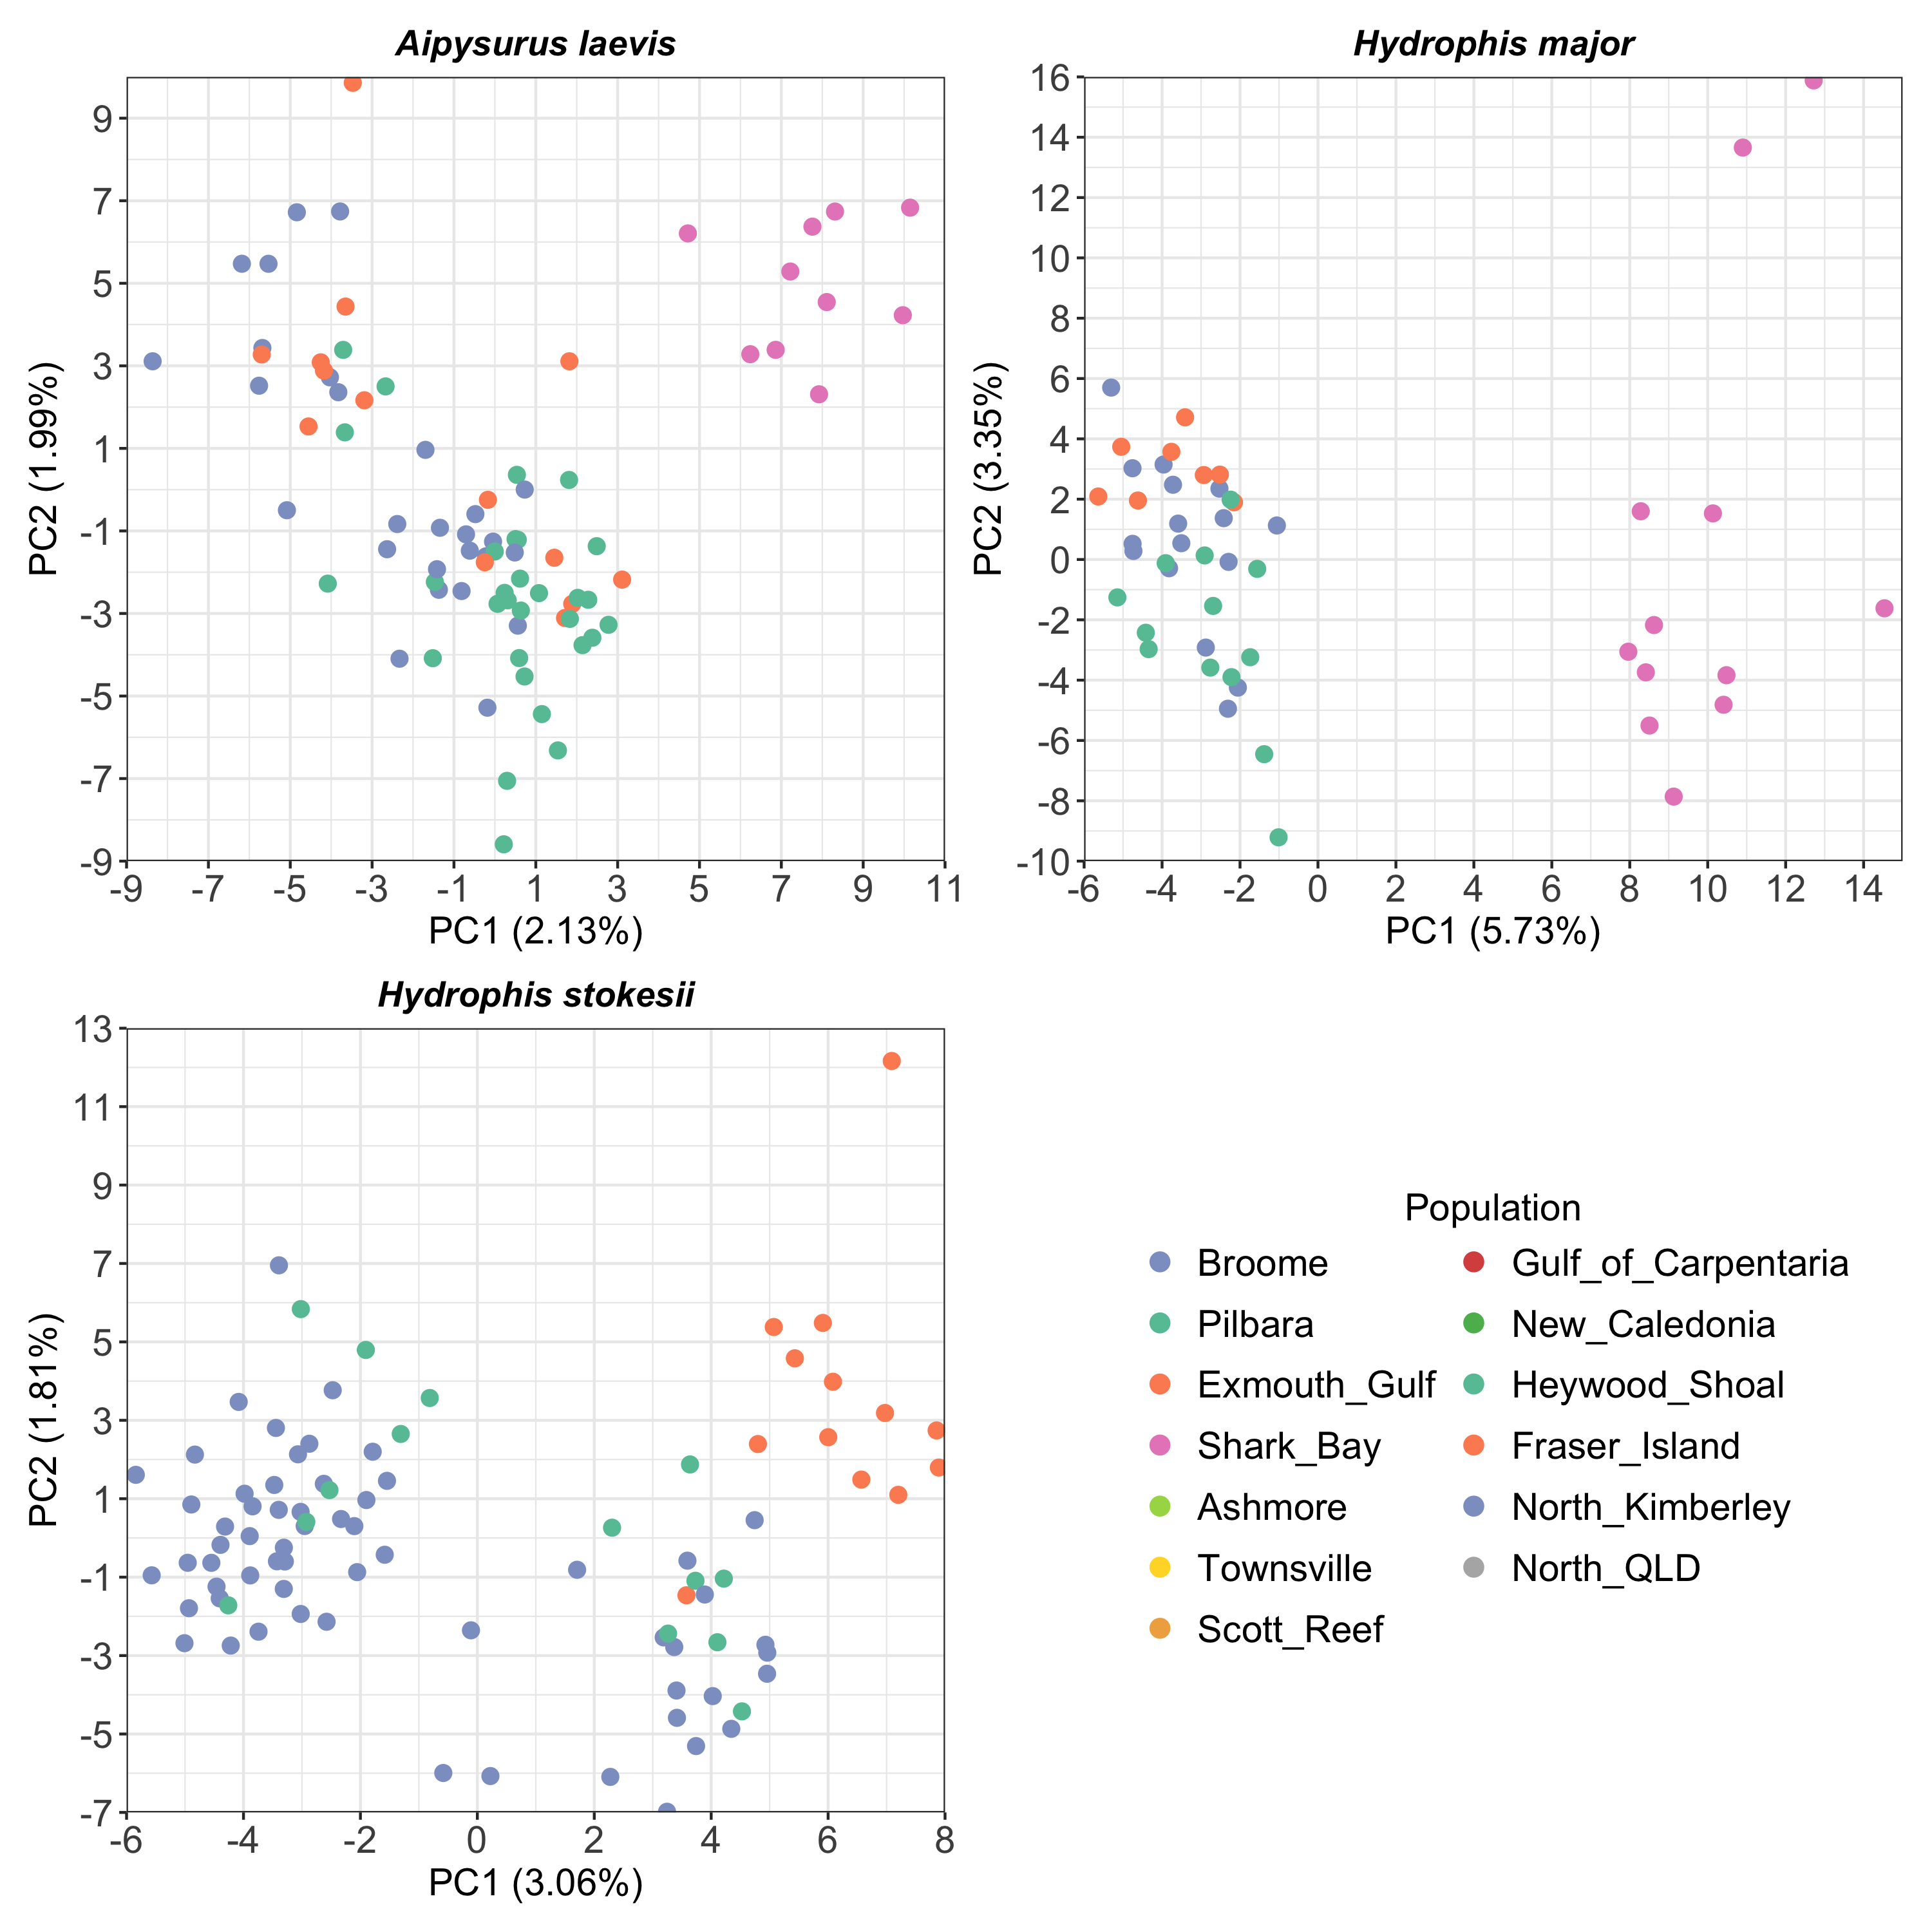 Aipysurus laevis
9
7
5
3
1
-1
-3
-5
-7
-9
PC2 (1.99%)
-9 -7 -5 -3 -1 1 3 5 7 9 11
PC1 (2.13%)
Hydrophis major
16
14
12
10
8
6
4
2
0
-2
-4
-6
-8
-10
PC2 (3.35%)
-6 -4 -2 0 2 4 6 8 10 12 14
PC1 (5.73%)
Hydrophis stokesii
13
11
9
7
5
3
1
-1
-3
-5
-7
PC2 (1.81%)
-6 -4 -2 0 2 4 6 8
PC1 (3.06%)
Population
Broome
Pilbara
Exmouth_Gulf
Shark_Bay
Ashmore
Townsville
Scott_Reef
Gulf_of_Carpentaria
New_Caledonia
Heywood_Shoal
Fraser_Island
North_Kimberley
North_QLD